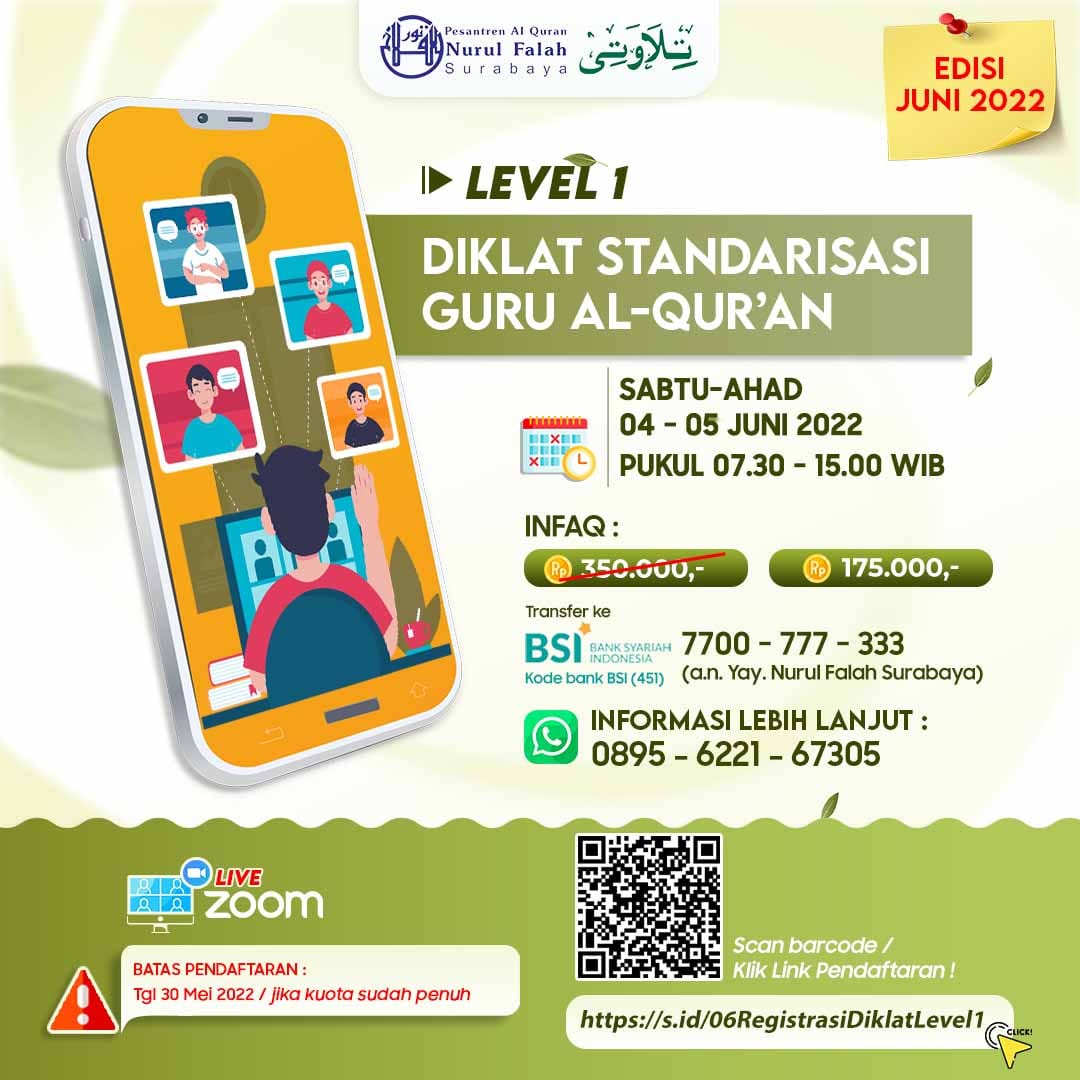 Pesantren Al Quran
Nurul Falah
Surabaya
تِلَاوَتِى
EDISI
JUNI 2022
LEVEL 1
DIKLAT STANDARISASI
GURU AL-QUR'AN
SABTU-AHAD
04 - 05 JUNI 2022
PUKUL 07.30 - 15.00 WIB
INFAQ :
Rp 350.000,-
Rp 175.000,-
Transfer ke
BSI BANK SYARIAH
INDONESIA
7700 - 777 - 333
Kode bank BSI (451)
(a.n. Yay. Nurul Falah Surabaya)
INFORMASI LEBIH LANJUT :
0895 - 6221 - 67305
LIVE
zoom
BATAS PENDAFTARAN :
Tgl 30 Mei 2022 / jika kuota sudah penuh
Scan barcode /
Klik Link Pendaftaran !
https://s.id/06RegistrasiDiklatLevel1
CLICK!